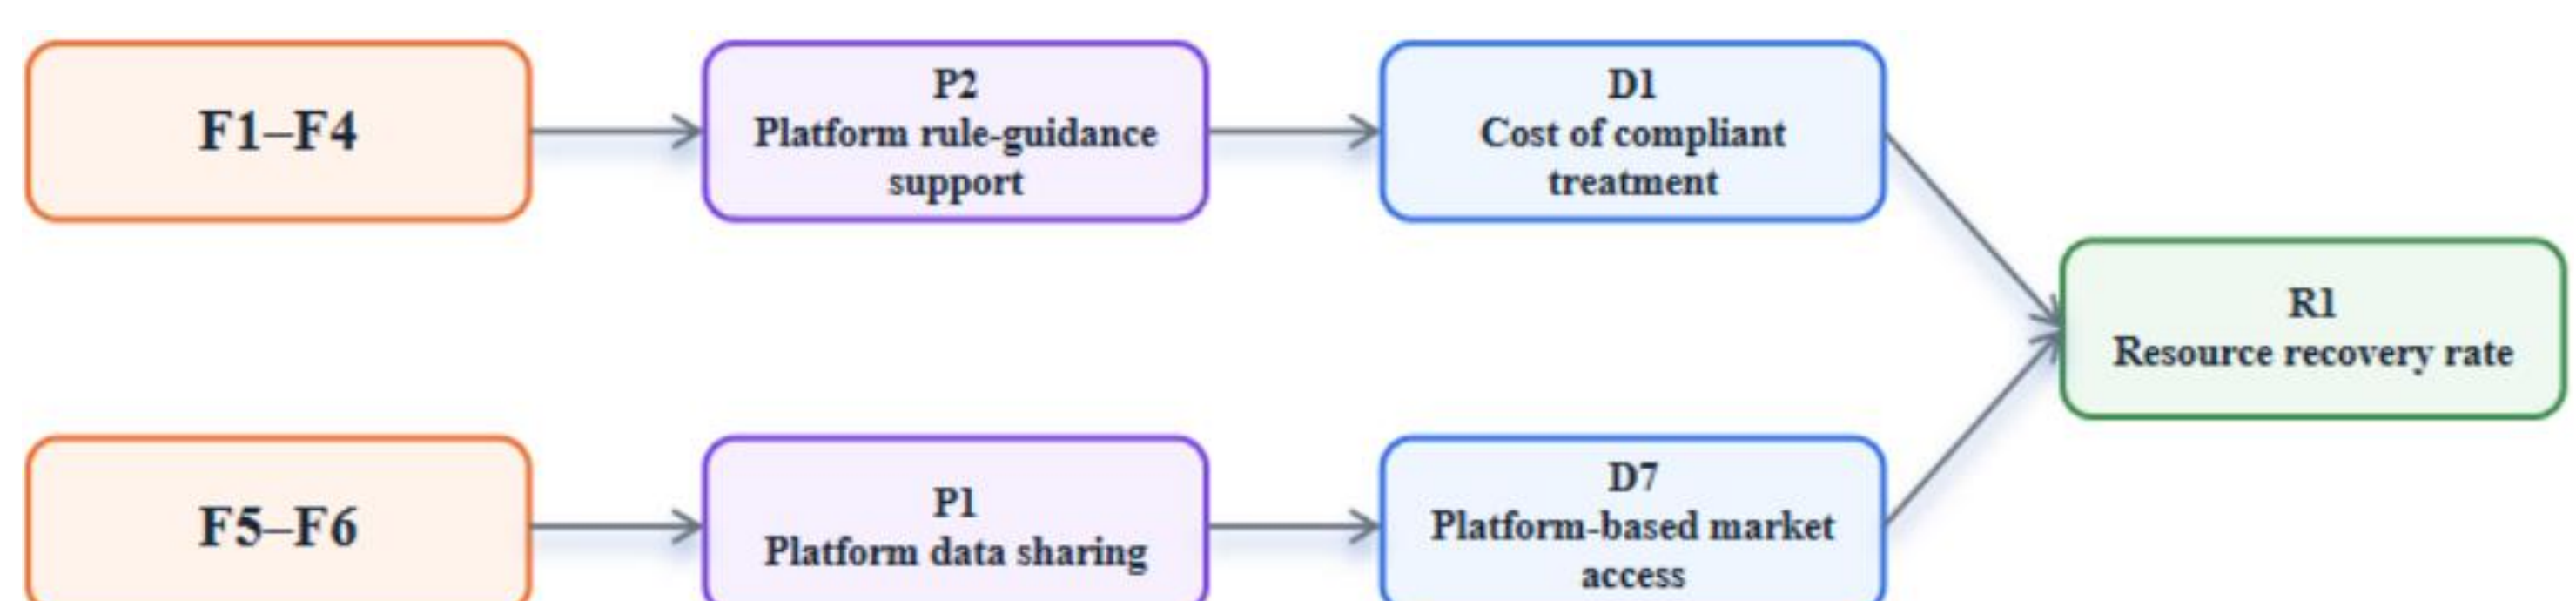 F1–F4
P2
Platform rule-guidance
support
D1
Cost of compliant
treatment
R1
Resource recovery rate
F5–F6
P1
Platform data sharing
D7
Platform-based market
access